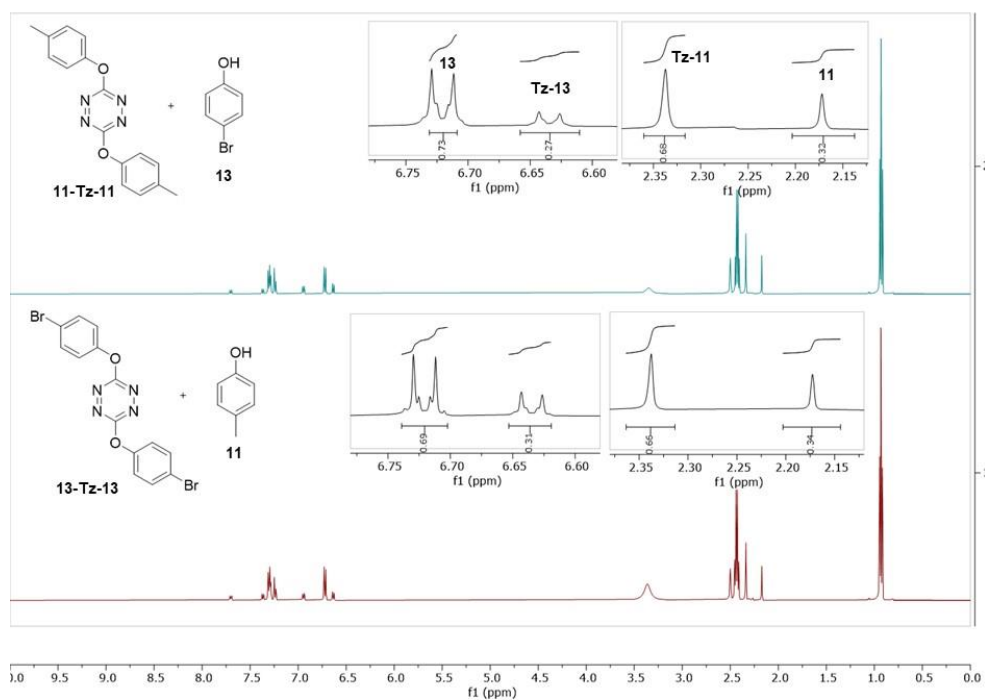 O
N N
N N
O
11-Tz-11
+
OH
Br
13
13
Tz-13
0.73
0.27
6.75 6.70 6.65 6.60
f1 (ppm)
Tz-11
11
0.68
0.32
2.35 2.30 2.25 2.20 2.15
f1 (ppm)
Br
O
N N
N N
O
Br
13-Tz-13
+
OH
11
0.69
0.31
6.75 6.70 6.65 6.60
f1 (ppm)
0.66
0.34
2.35 2.30 2.25 2.20 2.15
f1 (ppm)
0.0 9.5 9.0 8.5 8.0 7.5 7.0 6.5 6.0 5.5 5.0 4.5 4.0 3.5 3.0 2.5 2.0 1.5 1.0 0.5 0.0
f1 (ppm)